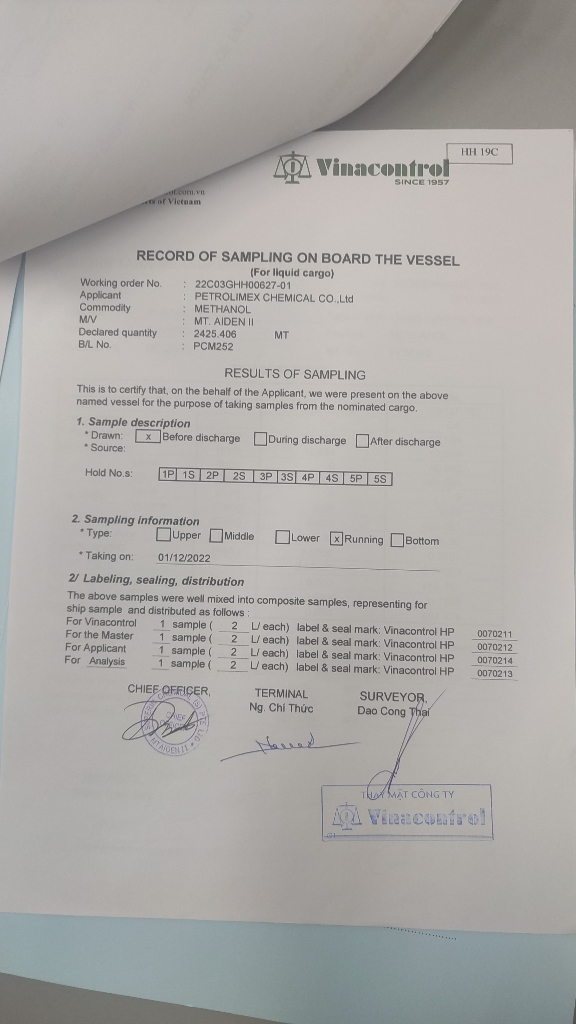 HH 19C
Vinacontrol
SINCE 1957
.com.vn
of Vietnam
RECORD OF SAMPLING ON BOARD THE VESSEL
(For liquid cargo)
Working order No. : 22C03GHH00627-01
Applicant : PETROLIMEX CHEMICAL CO.,Ltd
Commodity : METHANOL
M/V : MT. AIDEN II
Declared quantity : 2425.406 MT
B/L No. : PCM252
RESULTS OF SAMPLING
This is to certify that, on the behalf of the Applicant, we were present on the above
named vessel for the purpose of taking samples from the nominated cargo.
1. Sample description
* Drawn: x Before discharge During discharge After discharge
* Source:
Hold No.s: 1P 1S 2P 2S 3P 3S 4P 4S 5P 5S
2. Sampling information
* Type: Upper Middle Lower x Running Bottom
* Taking on: 01/12/2022
2/ Labeling, sealing, distribution
The above samples were well mixed into composite samples, representing for
ship sample and distributed as follows :
For Vinacontrol 1 sample ( 2 L/ each) label & seal mark: Vinacontrol HP 0070211
For the Master 1 sample ( 2 L/ each) label & seal mark: Vinacontrol HP 0070212
For Applicant 1 sample ( 2 L/ each) label & seal mark: Vinacontrol HP 0070214
For Analysis 1 sample ( 2 L/ each) label & seal mark: Vinacontrol HP 0070213
CHIEF OFFICER, TERMINAL SURVEYOR,
Ng. Chí Thức Dao Cong Thai
CHIEF
OFFICER
MT AIDEN II
THAY MẶT CÔNG TY
Vinacontrol